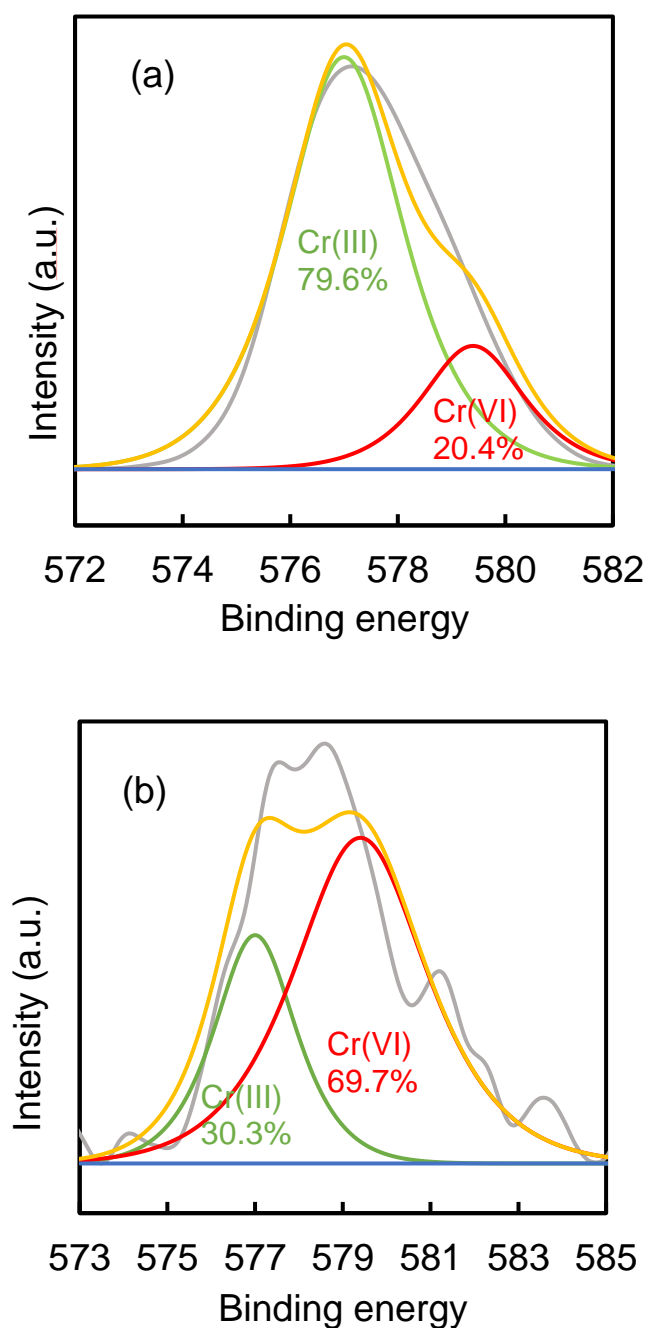 (a)
Intensity (a.u.)
Cr(III)
79.6%
Cr(VI)
20.4%
572 574 576 578 580 582
Binding energy
(b)
Intensity (a.u.)
Cr(VI)
69.7%
Cr(III)
30.3%
573 575 577 579 581 583 585
Binding energy